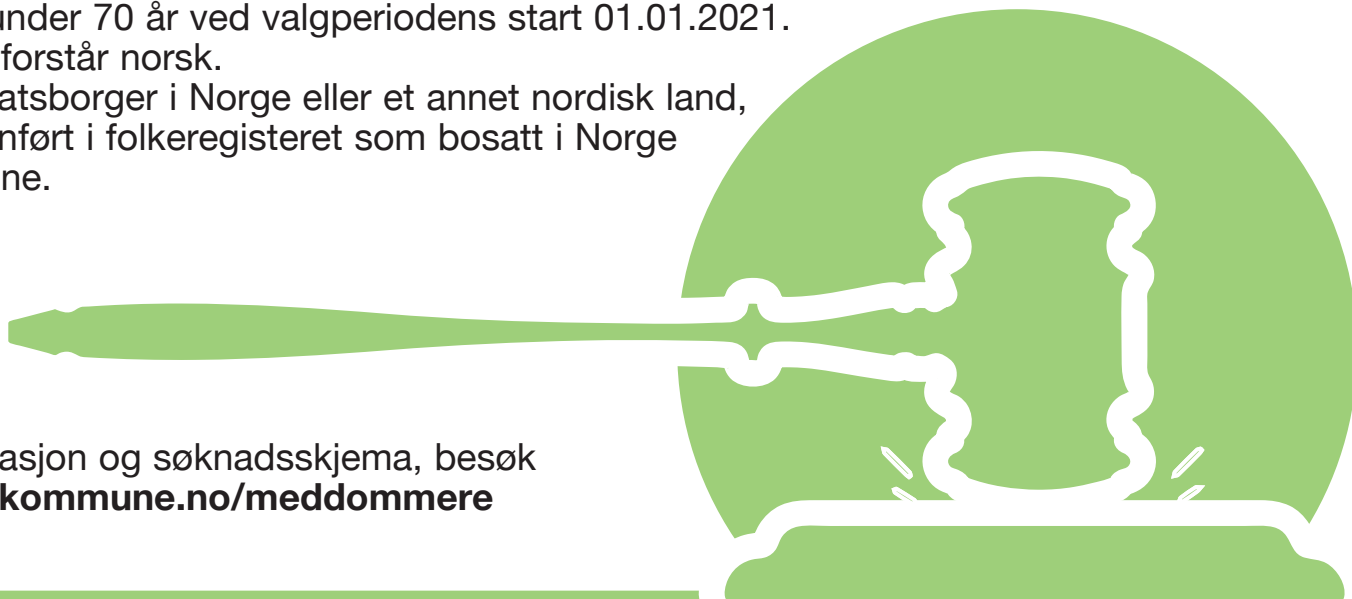 under 70 år ved valgperiodens start 01.01.2021.
forstår norsk.
atsborger i Norge eller et annet nordisk land,
nført i folkeregisteret som bosatt i Norge
ne.
asjon og søknadsskjema, besøk
kommune.no/meddommere